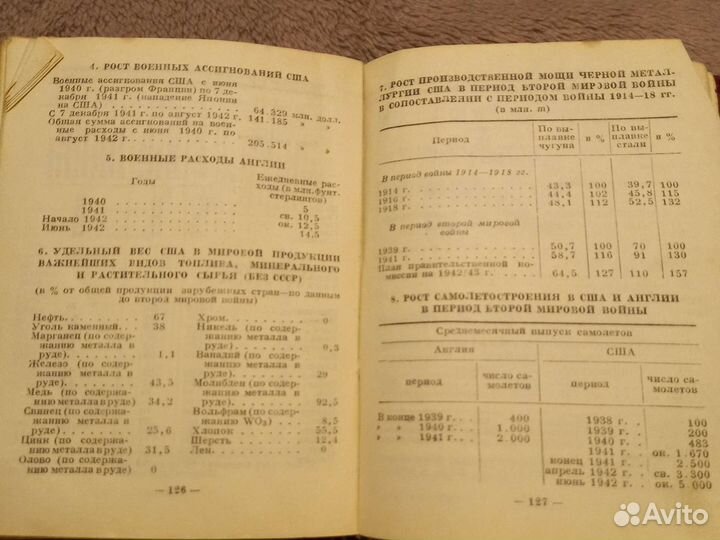 4. РОСТ ВОЕННЫХ АССИГНОВАНИЙ США
Военные ассигнования США с июня
1940 г. (разгром Франции) по 7 де-
кабря 1941 г. (нападение Японии
на США) . . . . . . . . . . . . 64.329 млн. долл.
С 7 декабря 1941 г. по август 1942 г. 141.185 » »
Общая сумма ассигнований на воен-
ные расходы с июня 1940 г. по
август 1942 г. . . . . . . . . . . 205.514 » »
5. ВОЕННЫЕ РАСХОДЫ АНГЛИИ
Годы Ежедневные рас-
ходы (в млн. фунт.
стерлингов)
1940 . . . . . . . . . . . . . 5
1941 . . . . . . . . . . . . . св. 10,5
Начало 1942 . . . . . . . . . . ок. 12,5
Июнь 1942 . . . . . . . . . . . 14,5
6. УДЕЛЬНЫЙ ВЕС США В МИРОВОЙ ПРОДУКЦИИ
ВАЖНЕЙШИХ ВИДОВ ТОПЛИВА, МИНЕРАЛЬНОГО
И РАСТИТЕЛЬНОГО СЫРЬЯ (БЕЗ СССР)
(в % от общей продукции зарубежных стран—по данным
до второй мировой войны)
Нефть . . . . . . 67
Уголь каменный . . 38
Марганец (по содер-
жанию металла в
руде) . . . . . . 1,1
Железо (по содер-
жанию металла в
руде) . . . . . . 43,5
Медь (по содержа-
нию металла в руде) 34,2
Свинец (по содержа-
нию металла в
руде) . . . . . . 25,6
Цинк (по содержа-
нию металла в руде) 31,5
Олово (по содержа-
нию металла в руде) 0
Хром . . . . . . 0
Никель (по содер-
жанию металла в
руде) . . . . . . 0,3
Ванадий (по содер-
жанию металла в
руде) . . . . . . 29
Молибден (по содер-
жанию металла в
руде) . . . . . . 92,5
Вольфрам (по содер-
жанию WO₃) . . . 8,5
Хлопок . . . . . . 55,5
Шерсть . . . . . . 12,4
Лен . . . . . . . 0
— 126 —
7. РОСТ ПРОИЗВОДСТВЕННОЙ МОЩИ ЧЕРНОЙ МЕТАЛ-
ЛУРГИИ США В ПЕРИОД ВТОРОЙ МИРОВОЙ ВОЙНЫ
В СОПОСТАВЛЕНИИ С ПЕРИОДОМ ВОЙНЫ 1914—18 гг.
(в млн. т)
Период По вы- плавке чугуна в % По вы- плавке стали в %
В период войны 1914—1918 гг.
1914 г. . . . . . . . . . 43,3 100 39,7 100
1916 г. . . . . . . . . . 44,4 102 45,8 115
1918 г. . . . . . . . . . 48,1 112 52,5 132
В период второй мировой
войны
1939 г. . . . . . . . . . 50,7 100 70 100
1941 г. . . . . . . . . . 58,7 116 91 130
План правительственной ко-
миссии на 1942/43 г. . . . 64,5 127 110 157
8. РОСТ САМОЛЕТОСТРОЕНИЯ В США И АНГЛИИ
В ПЕРИОД ВТОРОЙ МИРОВОЙ ВОЙНЫ
Среднемесячный выпуск самолетов
Англия США
период число са- молетов период число са- молетов
В конце 1939 г. . . 400 1938 г. . 100
» » 1940 г. . . 1.000 1939 г. . 200
» » 1941 г. . . 2.000 1940 г. . 483
1941 г. . ок. 1.670
конец 1941 г. . 2.500
апрель 1942 г. . св. 3.300
июнь 1942 г. . ок. 5.000
— 127 —
Avito